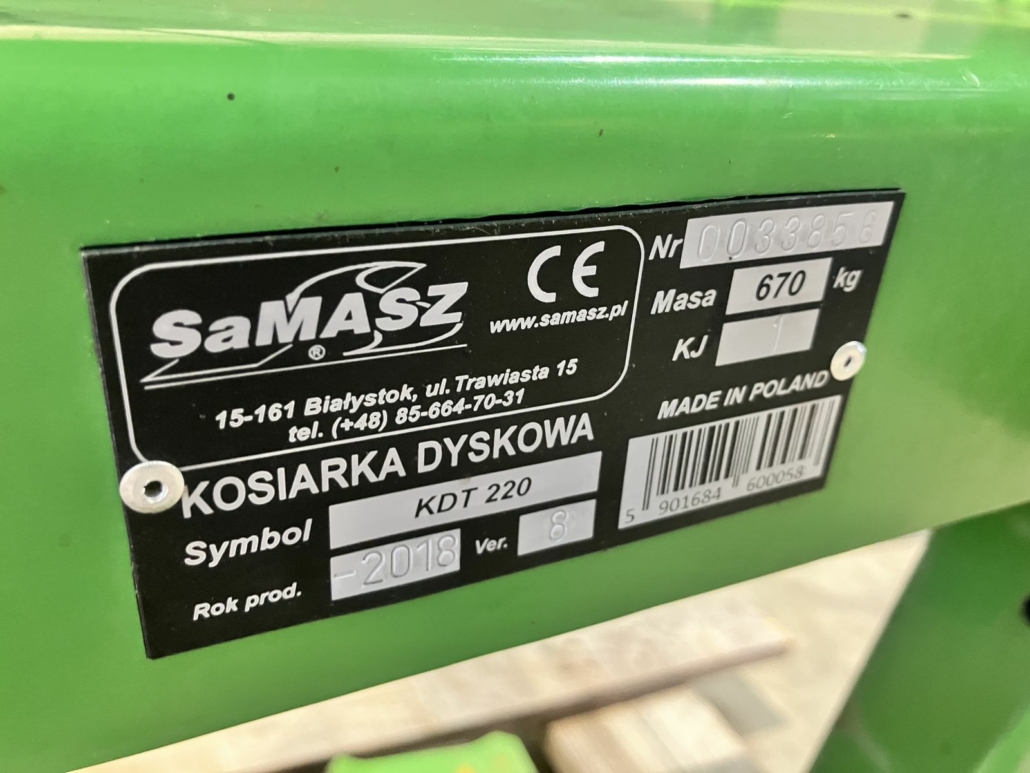 SaMASZ
®
CE
www.samasz.pl
15-161 Białystok, ul. Trawiasta 15
tel. (+48) 85-664-70-31
Nr 0033858
Masa 670 kg
KJ 1
MADE IN POLAND
KOSIARKA DYSKOWA
Symbol KDT 220
Rok prod. -2018 Ver. 8
5 901684 600058